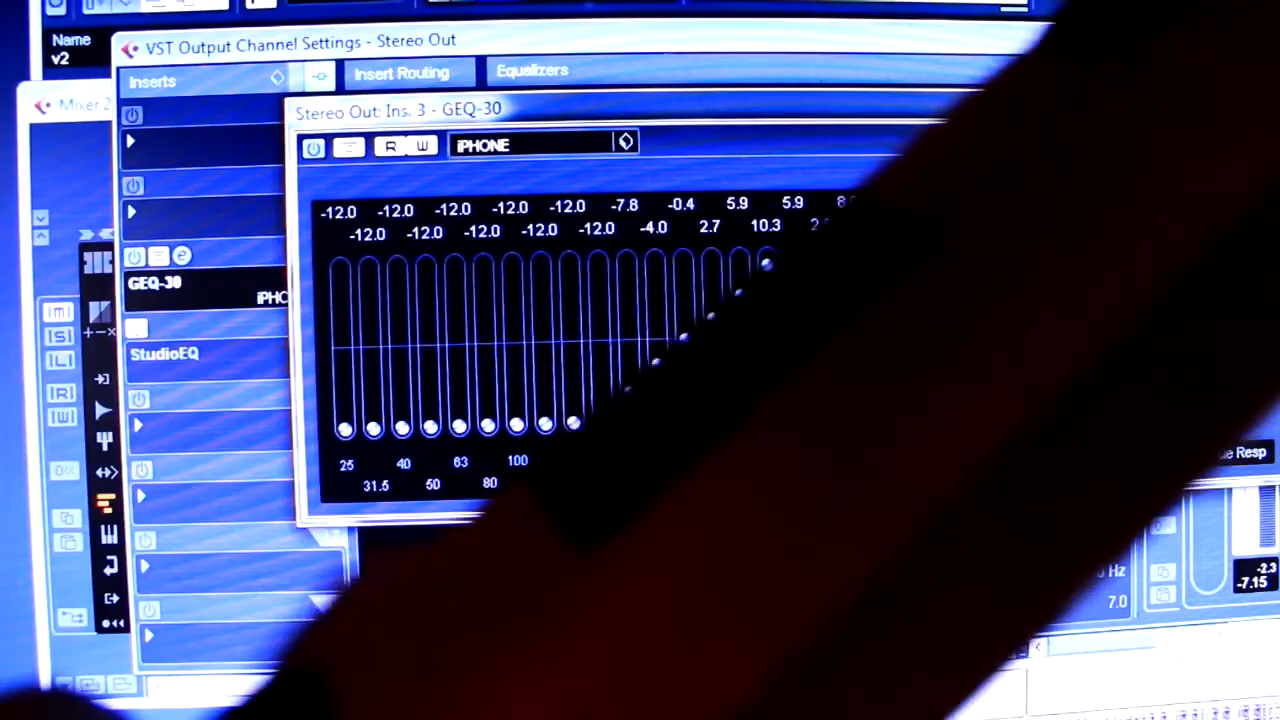 Name
v2
VST Output Channel Settings - Stereo Out
Inserts
Insert Routing
Equalizers
Mixer 2
Stereo Out: Ins. 3 - GEQ-30
R W
iPHONE
-12.0 -12.0 -12.0 -12.0 -12.0 -7.8 -0.4 5.9 5.9
-12.0 -12.0 -12.0 -12.0 -12.0 -4.0 2.7 10.3
e
GEQ-30
iPHO
M
S
L
R
W
StudioEQ
25 40 63 100
31.5 50 80
Resp
Hz
7.0
-2.3
-7.15